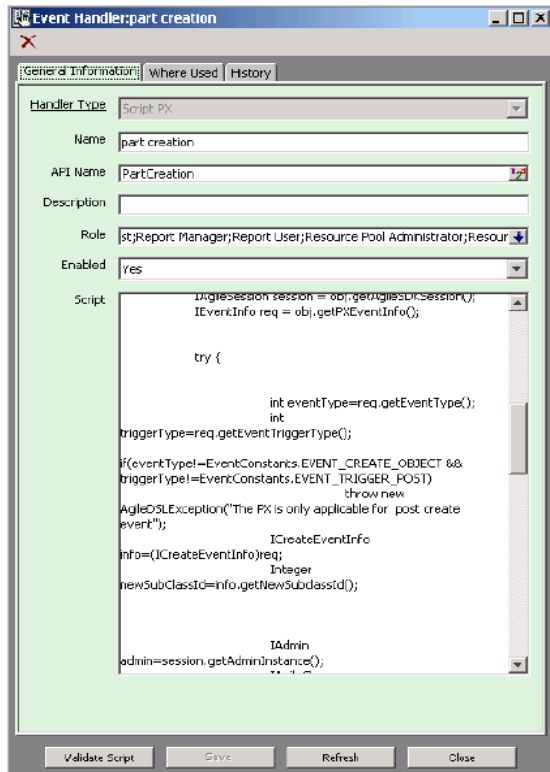 Event Handler:part creation
General Information
Where Used
History
Handler Type
Script PX
Name
part creation
API Name
PartCreation
Description
Role
st;Report Manager;Report User;Resource Pool Administrator;Resour
Enabled
Yes
Script
IAgileSession session = obj.getAgileSDKSession();
IEventInfo req = obj.getPXEventInfo();
try {
int eventType=req.getEventType();
int
triggerType=req.getEventTriggerType();
if(eventType!=EventConstants.EVENT_CREATE_OBJECT &&
triggerType!=EventConstants.EVENT_TRIGGER_POST)
throw new
AgileDSLException("The PX is only applicable for  post create
event");
ICreateEventInfo
info=(ICreateEventInfo)req;
Integer
newSubClassId=info.getNewSubclassId();
IAdmin
admin=session.getAdminInstance();
Validate Script
Save
Refresh
Close